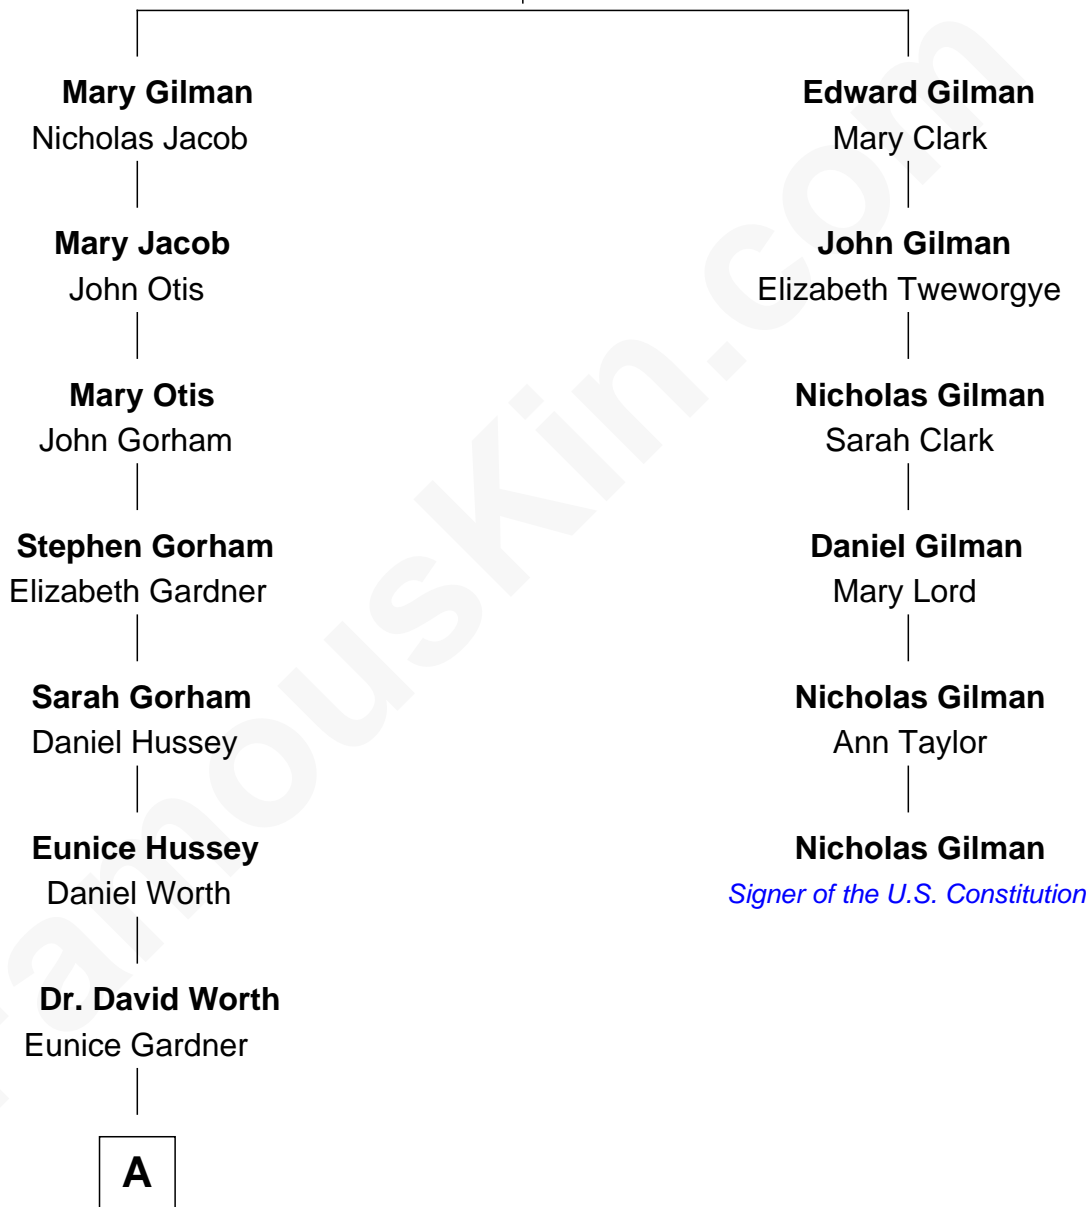 Mary Gilman
Nicholas Jacob
Mary Jacob
John Otis
Mary Otis
John Gorham
Stephen Gorham
Elizabeth Gardner
Sarah Gorham
Daniel Hussey
Eunice Hussey
Daniel Worth
Dr. David Worth
Eunice Gardner
A
Edward Gilman
Mary Clark
John Gilman
Elizabeth Tweworgye
Nicholas Gilman
Sarah Clark
Daniel Gilman
Mary Lord
Nicholas Gilman
Ann Taylor
Nicholas Gilman
Signer of the U.S. Constitution
FamousKin.com